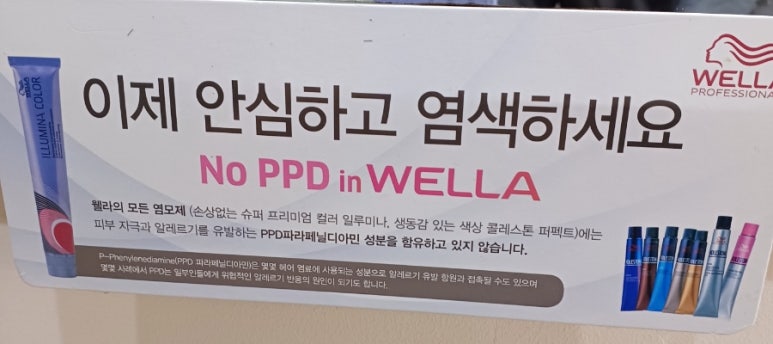 WELLA
PROFESSIONAL
ILLUMINA COLOR
이제 안심하고 염색하세요
No PPD in WELLA
웰라의 모든 염모제 (손상없는 슈퍼 프리미엄 컬러 일루미나, 생동감 있는 색상 콜레스톤 퍼펙트)에는
피부 자극과 알레르기를 유발하는 PPD파라페닐디아민 성분을 함유하고 있지 않습니다.
P-Phenylenediamine(PPD 파라페닐디아민)은 몇몇 헤어 염료에 사용되는 성분으로 알레르기 유발 항원과 접촉될 수도 있으며
몇몇 사례에서 PPD는 일부인들에게 위협적인 알레르기 반응의 원인이 되기도 합니다.